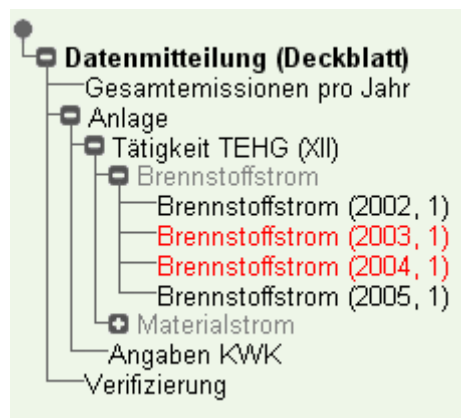 Datenmitteilung (Deckblatt)
Gesamtemissionen pro Jahr
Anlage
Tätigkeit TEHG (XII)
Brennstoffstrom
Brennstoffstrom (2002, 1)
Brennstoffstrom (2003, 1)
Brennstoffstrom (2004, 1)
Brennstoffstrom (2005, 1)
Materialstrom
Angaben KWK
Verifizierung